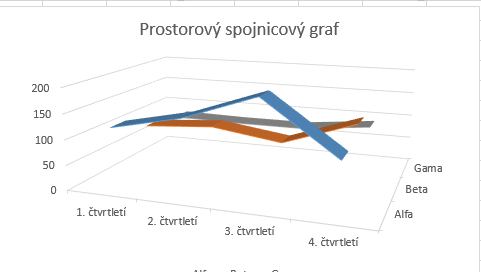 Prostorový spojnicový graf
200
150
100
50
0
1. čtvrtletí
2. čtvrtletí
3. čtvrtletí
4. čtvrtletí
Gama
Beta
Alfa